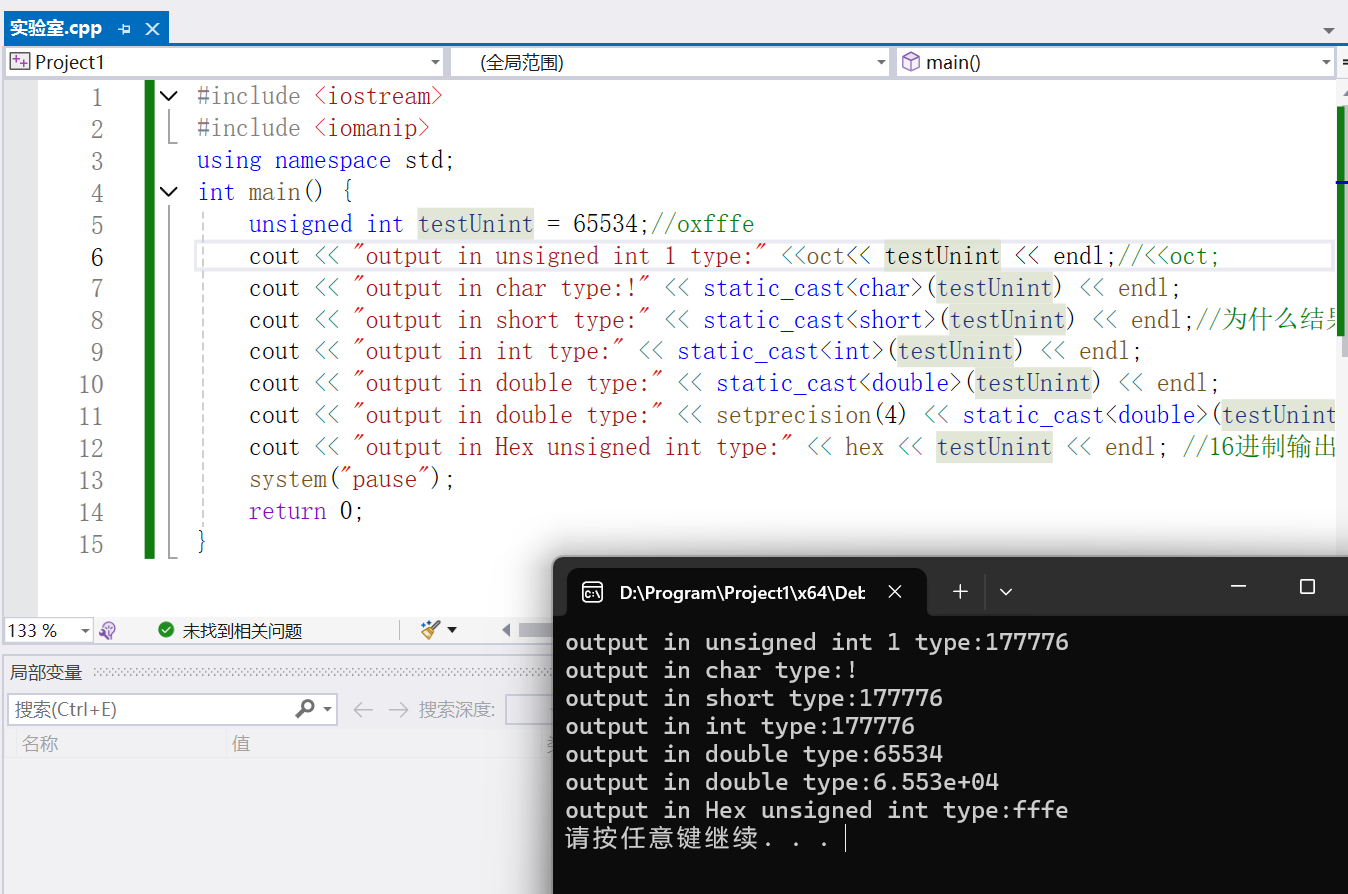 实验室.cpp
Project1 (全局范围) main()
1 #include <iostream>
2 #include <iomanip>
3 using namespace std;
4 int main() {
5 unsigned int testUnint = 65534;//oxfffe
6 cout << "output in unsigned int 1 type:" <<oct<< testUnint << endl;//<<oct;
7 cout << "output in char type:!" << static_cast<char>(testUnint) << endl;
8 cout << "output in short type:" << static_cast<short>(testUnint) << endl;//为什么结
9 cout << "output in int type:" << static_cast<int>(testUnint) << endl;
10 cout << "output in double type:" << static_cast<double>(testUnint) << endl;
11 cout << "output in double type:" << setprecision(4) << static_cast<double>(testUnint
12 cout << "output in Hex unsigned int type:" << hex << testUnint << endl; //16进制输出
13 system("pause");
14 return 0;
15 }
133 % 未找到相关问题
局部变量
搜索(Ctrl+E) 搜索深度:
名称 值
D:\Program\Project1\x64\Deb
output in unsigned int 1 type:177776
output in char type:!
output in short type:177776
output in int type:177776
output in double type:65534
output in double type:6.553e+04
output in Hex unsigned int type:fffe
请按任意键继续. . .